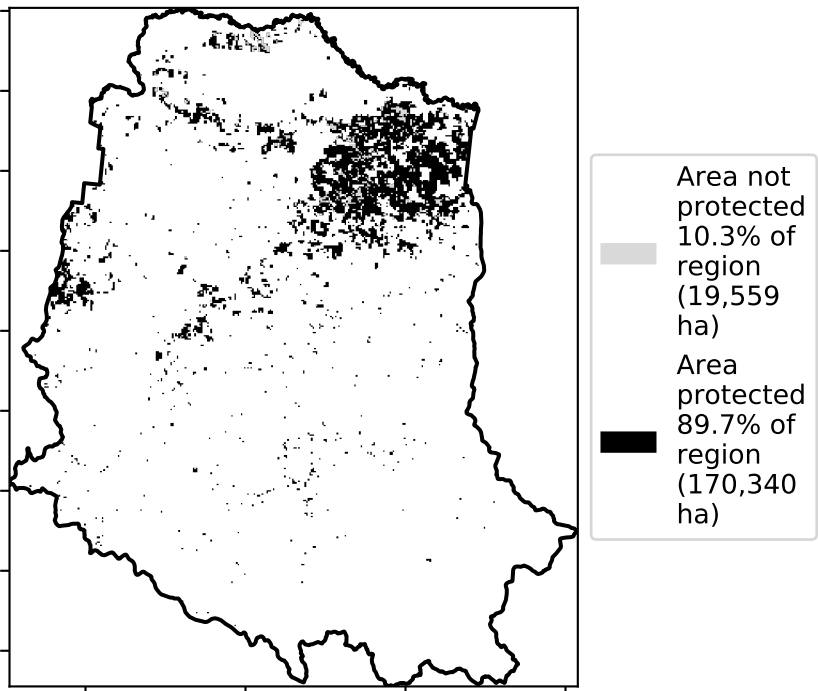 Area not
protected
10.3% of
region
(19,559
ha)
Area
protected
89.7% of
region
(170,340
ha)